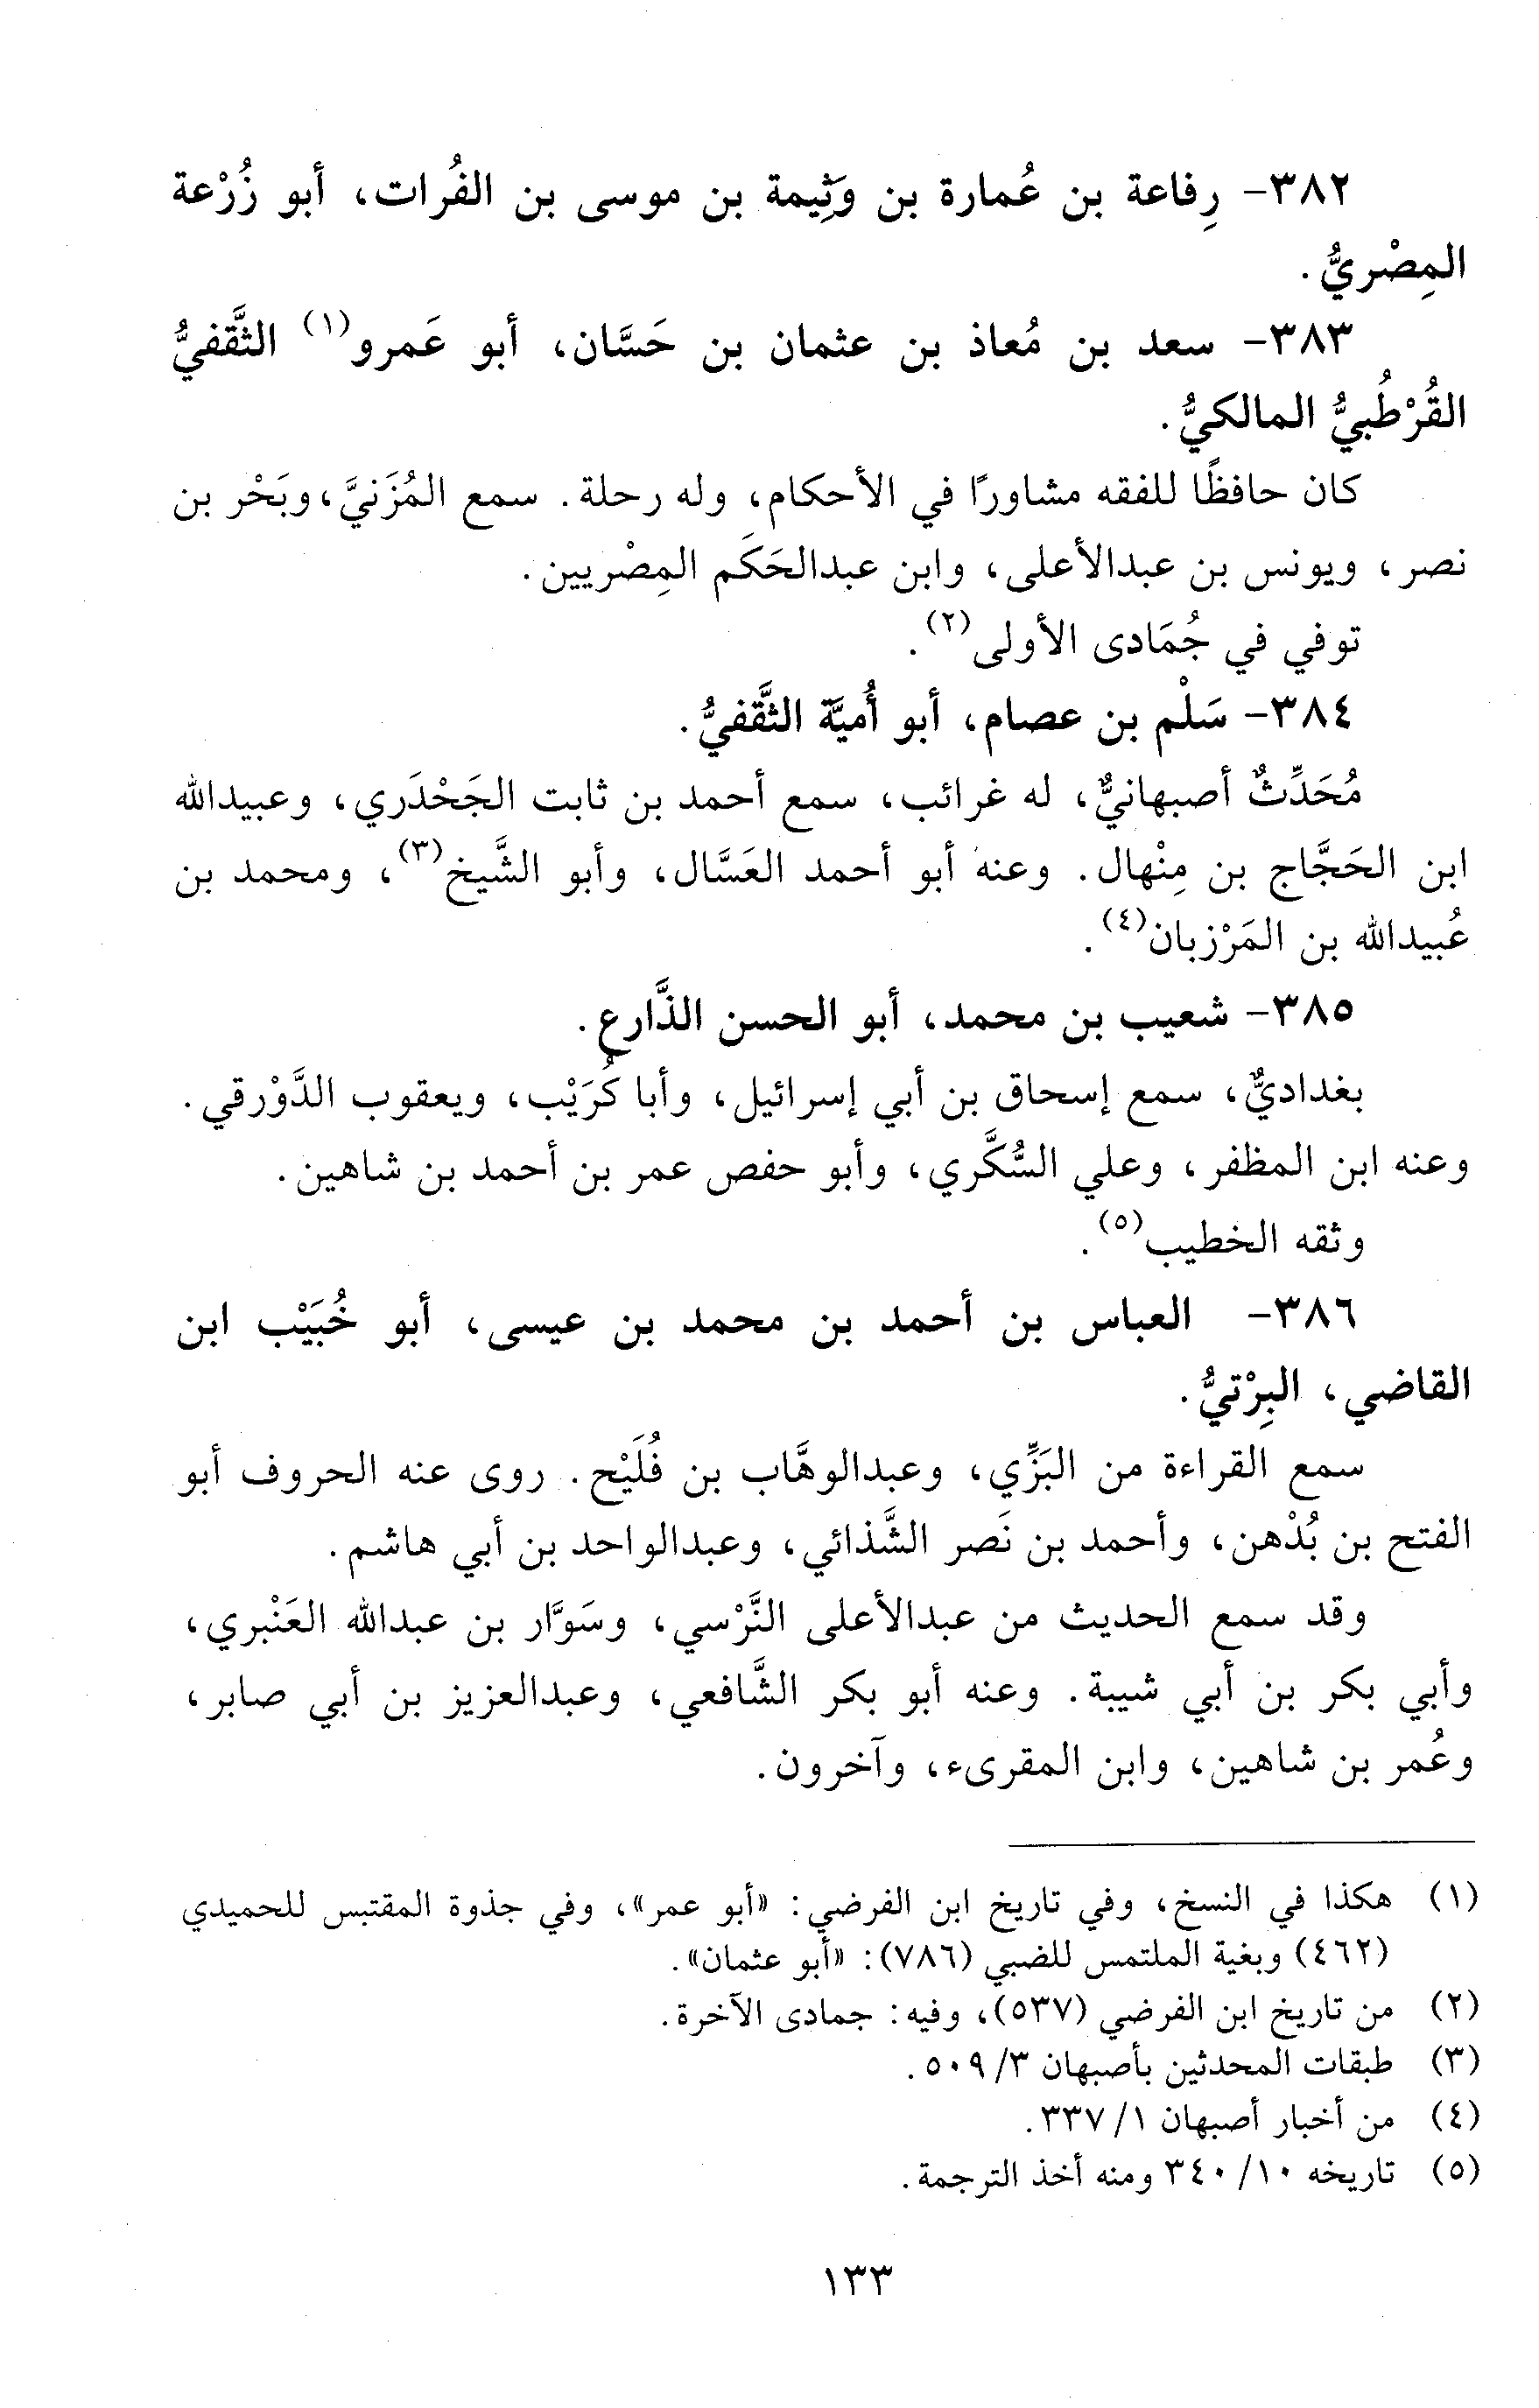 ٣٨٢- رِفاعة بن عُمارة بن وَثِيمة بن موسى بن الفُرات، أبو زُرْعة
المِصْريُّ.
٣٨٣- سعد بن مُعاذ بن عثمان بن حَسَّان، أبو عَمرو(١) الثَّقفيُّ
القُرْطُبيُّ المالكيُّ.
كان حافظًا للفقه مشاورًا في الأحكام، وله رحلة. سمع المُزَنيَّ، وبَحْر بن
نصر، ويونس بن عبدالأعلى، وابن عبدالحَكَم المِصْريين.
توفي في جُمَادى الأولى(٢).
٣٨٤- سَلْم بن عصام، أبو أُميَّة الثَّقفيُّ.
مُحَدِّثٌ أصبهانيٌّ، له غرائب، سمع أحمد بن ثابت الجَحْدَري، وعبيدالله
ابن الحَجَّاج بن مِنْهال. وعنه أبو أحمد العَسَّال، وأبو الشَّيخ(٣)، ومحمد بن
عُبيدالله بن المَرْزبان(٤).
٣٨٥- شعيب بن محمد، أبو الحسن الذَّارع.
بغداديٌّ، سمع إسحاق بن أبي إسرائيل، وأبا كُرَيْب، ويعقوب الدَّوْرقي.
وعنه ابن المظفر، وعلي السُّكَّري، وأبو حفص عمر بن أحمد بن شاهين.
وثقه الخطيب(٥).
٣٨٦- العباس بن أحمد بن محمد بن عيسى، أبو خُبَيْب ابن
القاضي، البِرْتيُّ.
سمع القراءة من البَزِّي، وعبدالوهَّاب بن فُلَيْح. روى عنه الحروف أبو
الفتح بن بُدْهن، وأحمد بن نَصر الشَّذائي، وعبدالواحد بن أبي هاشم.
وقد سمع الحديث من عبدالأعلى النَّرْسي، وسَوَّار بن عبدالله العَنْبري،
وأبي بكر بن أبي شيبة. وعنه أبو بكر الشَّافعي، وعبدالعزيز بن أبي صابر،
وعُمر بن شاهين، وابن المقرىء، وآخرون.
(١) هكذا في النسخ، وفي تاريخ ابن الفرضي: «أبو عمر»، وفي جذوة المقتبس للحميدي
(٤٦٢) وبغية الملتمس للضبي (٧٨٦): «أبو عثمان».
(٢) من تاريخ ابن الفرضي (٥٣٧)، وفيه: جمادى الآخرة.
(٣) طبقات المحدثين بأصبهان ٣/ ٥٠٩.
(٤) من أخبار أصبهان ١/ ٣٣٧.
(٥) تاريخه ١٠/ ٣٤٠ ومنه أخذ الترجمة.
١٣٣